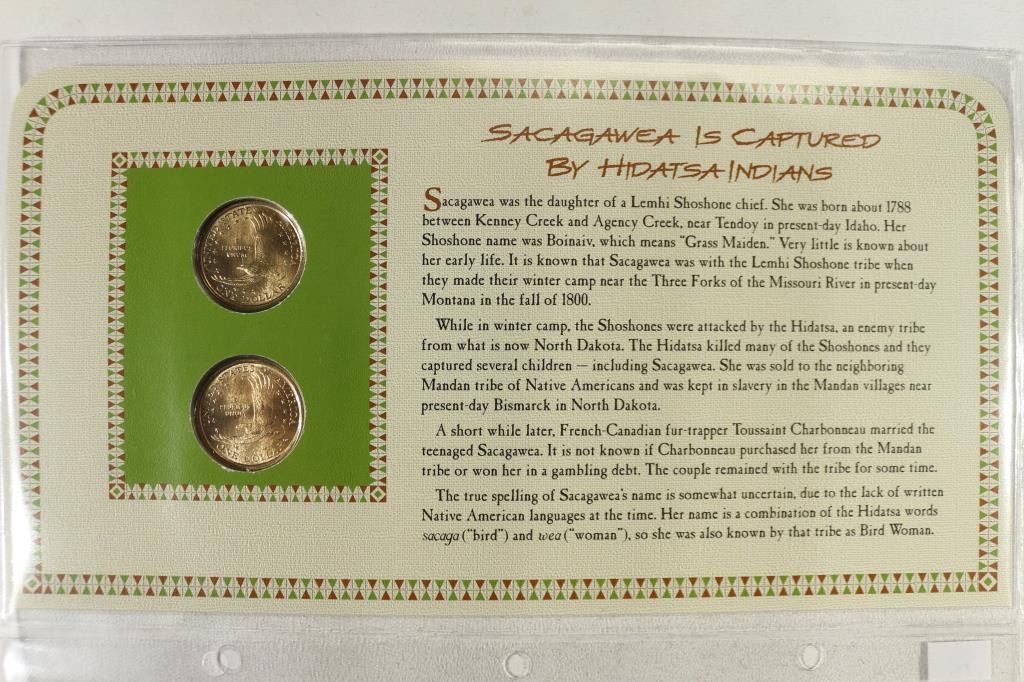 SACAGAWEA IS CAPTURED
BY HIDATSA INDIANS
Sacagawea was the daughter of a Lemhi Shoshone chief. She was born about 1788
between Kenney Creek and Agency Creek, near Tendoy in present-day Idaho. Her
Shoshone name was Boinaiv, which means “Grass Maiden.” Very little is known about
her early life. It is known that Sacagawea was with the Lemhi Shoshone tribe when
they made their winter camp near the Three Forks of the Missouri River in present-day
Montana in the fall of 1800.
While in winter camp, the Shoshones were attacked by the Hidatsa, an enemy tribe
from what is now North Dakota. The Hidatsa killed many of the Shoshones and they
captured several children — including Sacagawea. She was sold to the neighboring
Mandan tribe of Native Americans and was kept in slavery in the Mandan villages near
present-day Bismarck in North Dakota.
A short while later, French-Canadian fur-trapper Toussaint Charbonneau married the
teenaged Sacagawea. It is not known if Charbonneau purchased her from the Mandan
tribe or won her in a gambling debt. The couple remained with the tribe for some time.
The true spelling of Sacagawea's name is somewhat uncertain, due to the lack of written
Native American languages at the time. Her name is a combination of the Hidatsa words
sacaga (“bird”) and wea (“woman”), so she was also known by that tribe as Bird Woman.
E PLURIBUS
UNUM
ONE DOLLAR
PLURIBUS
UNUM
ONE DOLLAR